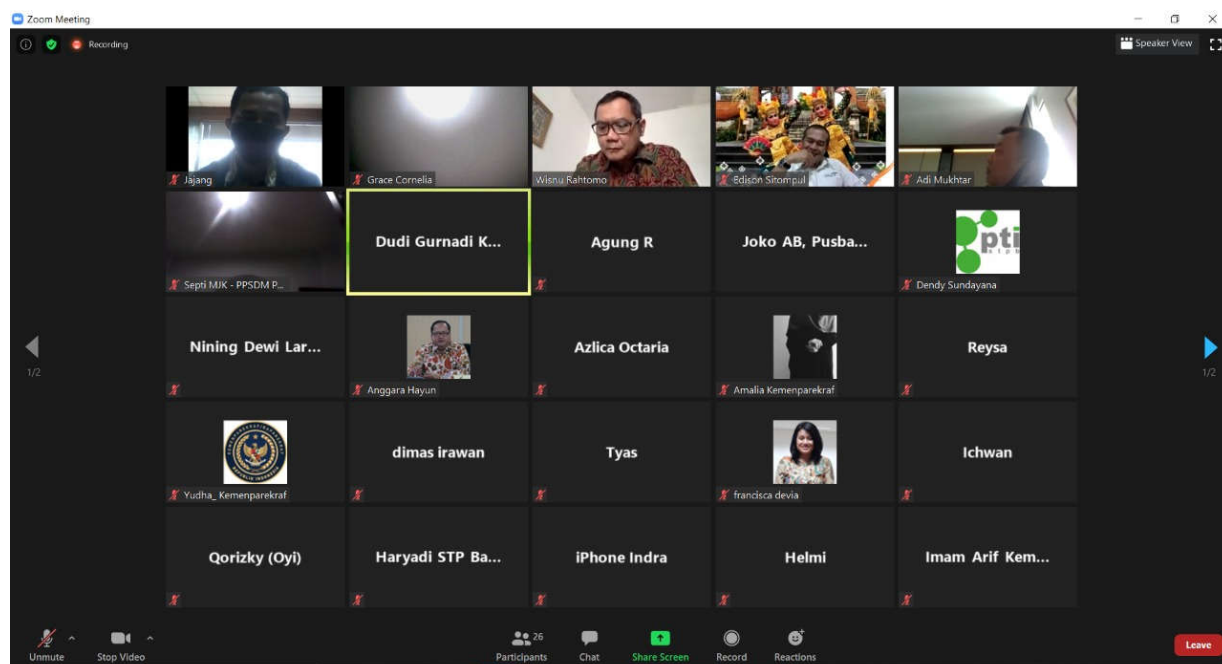 Zoom Meeting
Recording
Speaker View
Jajang
Grace Cornelia
Wisnu Rahtomo
Edison Sitompul
Adi Mukhtar
Septi MJK - PPSDM P...
Dudi Gurnadi K...
Agung R
Joko AB, Pusba...
pti
Dendy Sundayana
1/2
Nining Dewi Lar...
Anggara Hayun
Azlica Octaria
Amalia Kemenparekraf
Reysa
1/2
Yudha_ Kemenparekraf
dimas irawan
Tyas
francisca devia
Ichwan
Qorizky (Oyi)
Haryadi STP Ba...
iPhone Indra
Helmi
Imam Arif Kem...
Unmute
Stop Video
26
Participants
Chat
Share Screen
Record
Reactions
Leave